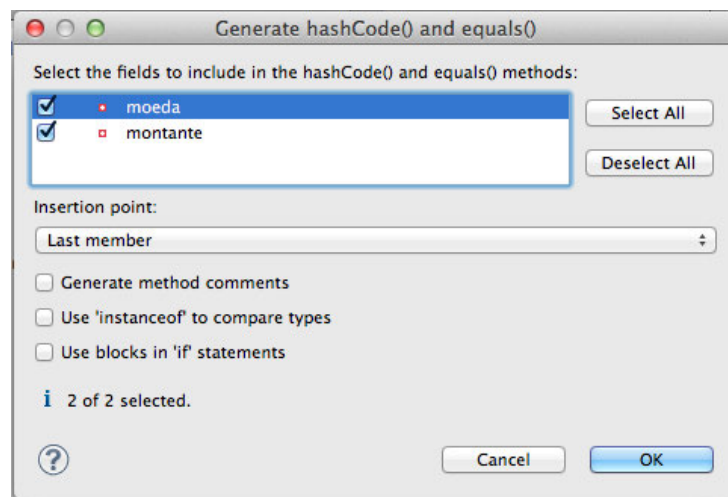 Generate hashCode() and equals()
Select the fields to include in the hashCode() and equals() methods:
moeda
montante
Select All
Deselect All
Insertion point:
Last member
Generate method comments
Use 'instanceof' to compare types
Use blocks in 'if' statements
i 2 of 2 selected.
?
Cancel
OK